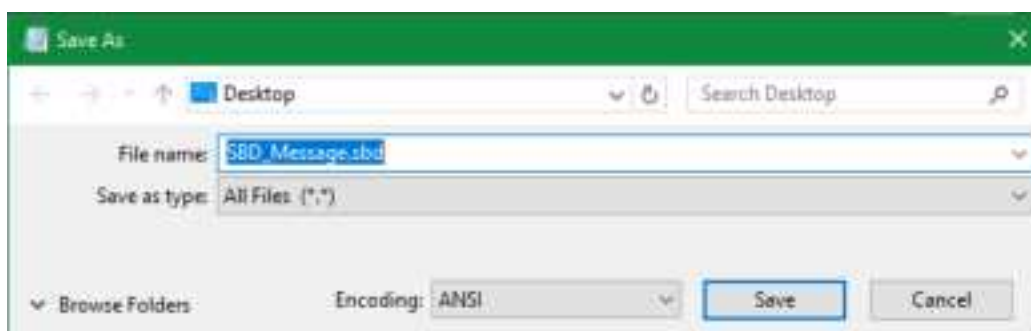 Save As
Desktop
Search Desktop
File name: SBD_Message.sbd
Save as type: All Files (*.*)
Browse Folders Encoding: ANSI Save Cancel